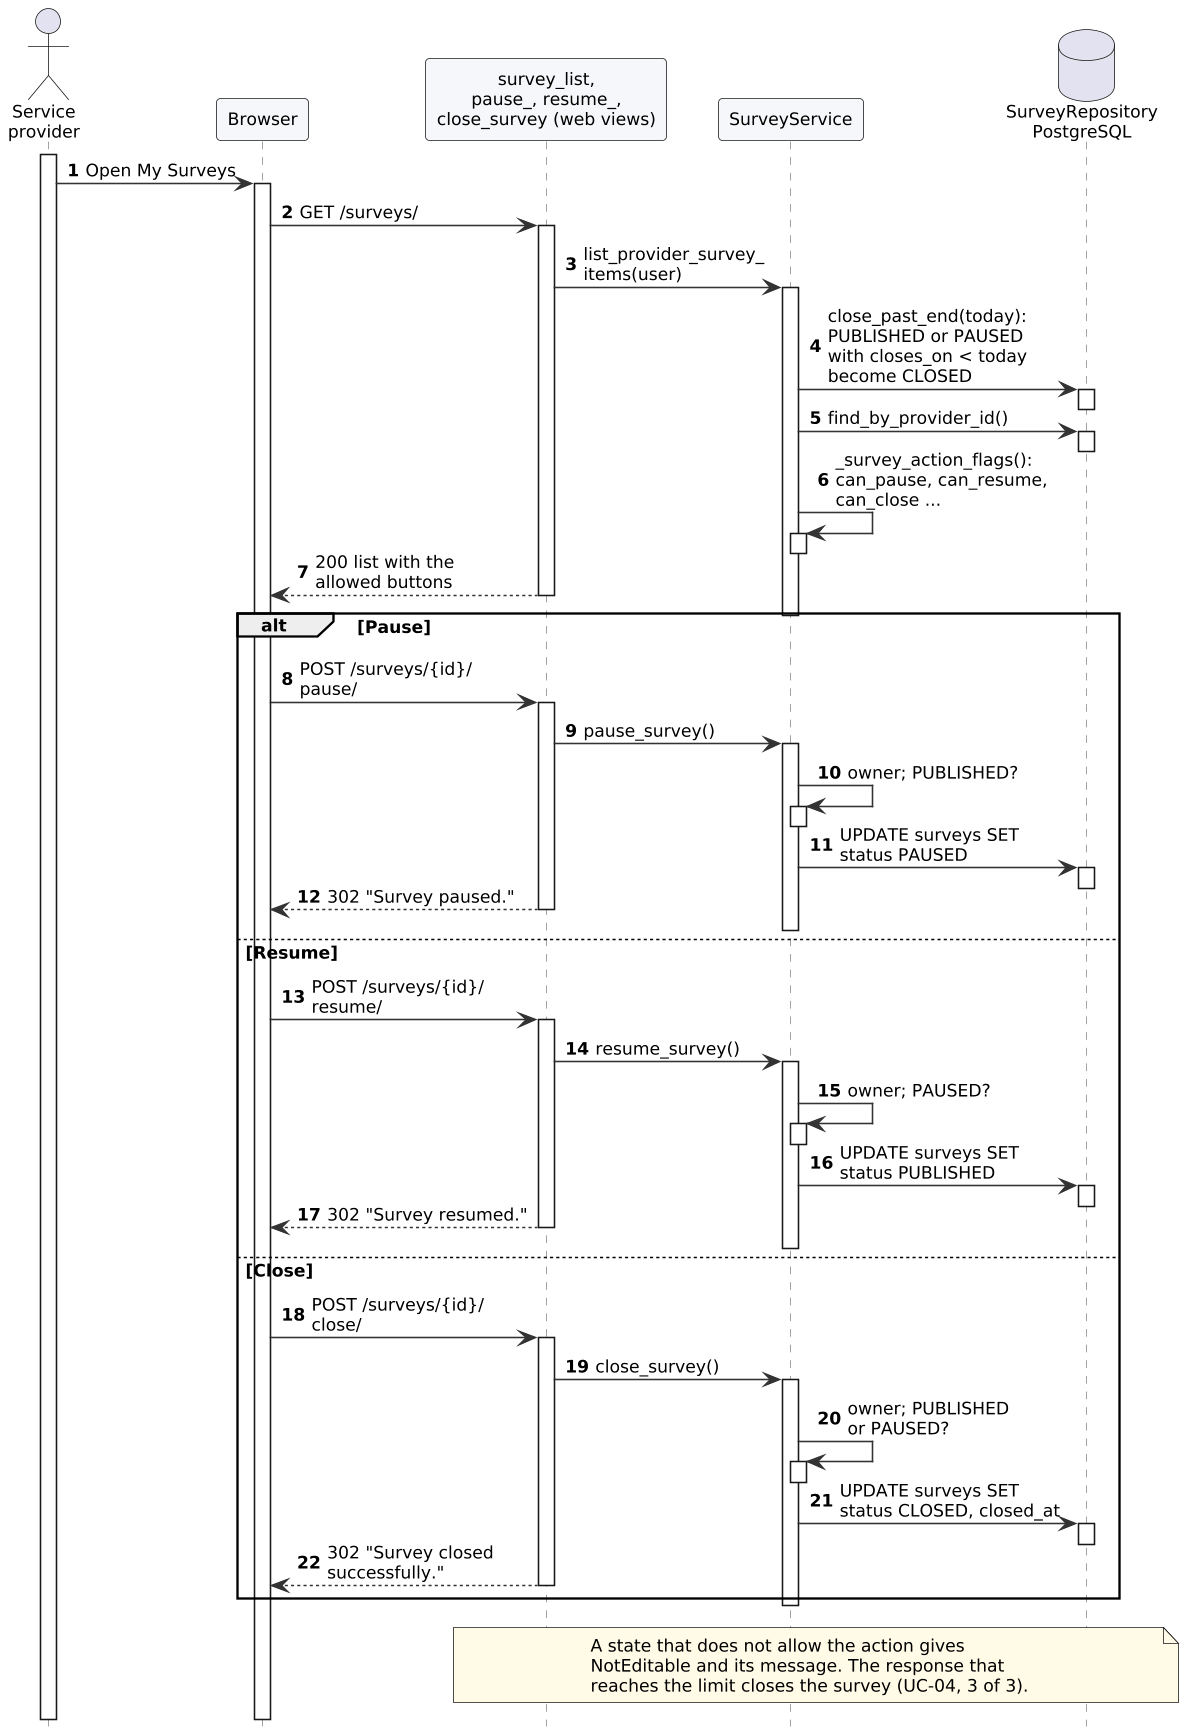 Service
provider
Browser
survey_list,
pause_, resume_,
close_survey (web views)
SurveyService
SurveyRepository
PostgreSQL
1 Open My Surveys
2 GET /surveys/
3 list_provider_survey_
items(user)
4 close_past_end(today):
PUBLISHED or PAUSED
with closes_on < today
become CLOSED
5 find_by_provider_id()
6 _survey_action_flags():
can_pause, can_resume,
can_close ...
7 200 list with the
allowed buttons
alt [Pause]
8 POST /surveys/{id}/
pause/
9 pause_survey()
10 owner; PUBLISHED?
11 UPDATE surveys SET
status PAUSED
12 302 "Survey paused."
[Resume]
13 POST /surveys/{id}/
resume/
14 resume_survey()
15 owner; PAUSED?
16 UPDATE surveys SET
status PUBLISHED
17 302 "Survey resumed."
[Close]
18 POST /surveys/{id}/
close/
19 close_survey()
20 owner; PUBLISHED
or PAUSED?
21 UPDATE surveys SET
status CLOSED, closed_at
22 302 "Survey closed
successfully."
A state that does not allow the action gives
NotEditable and its message. The response that
reaches the limit closes the survey (UC-04, 3 of 3).